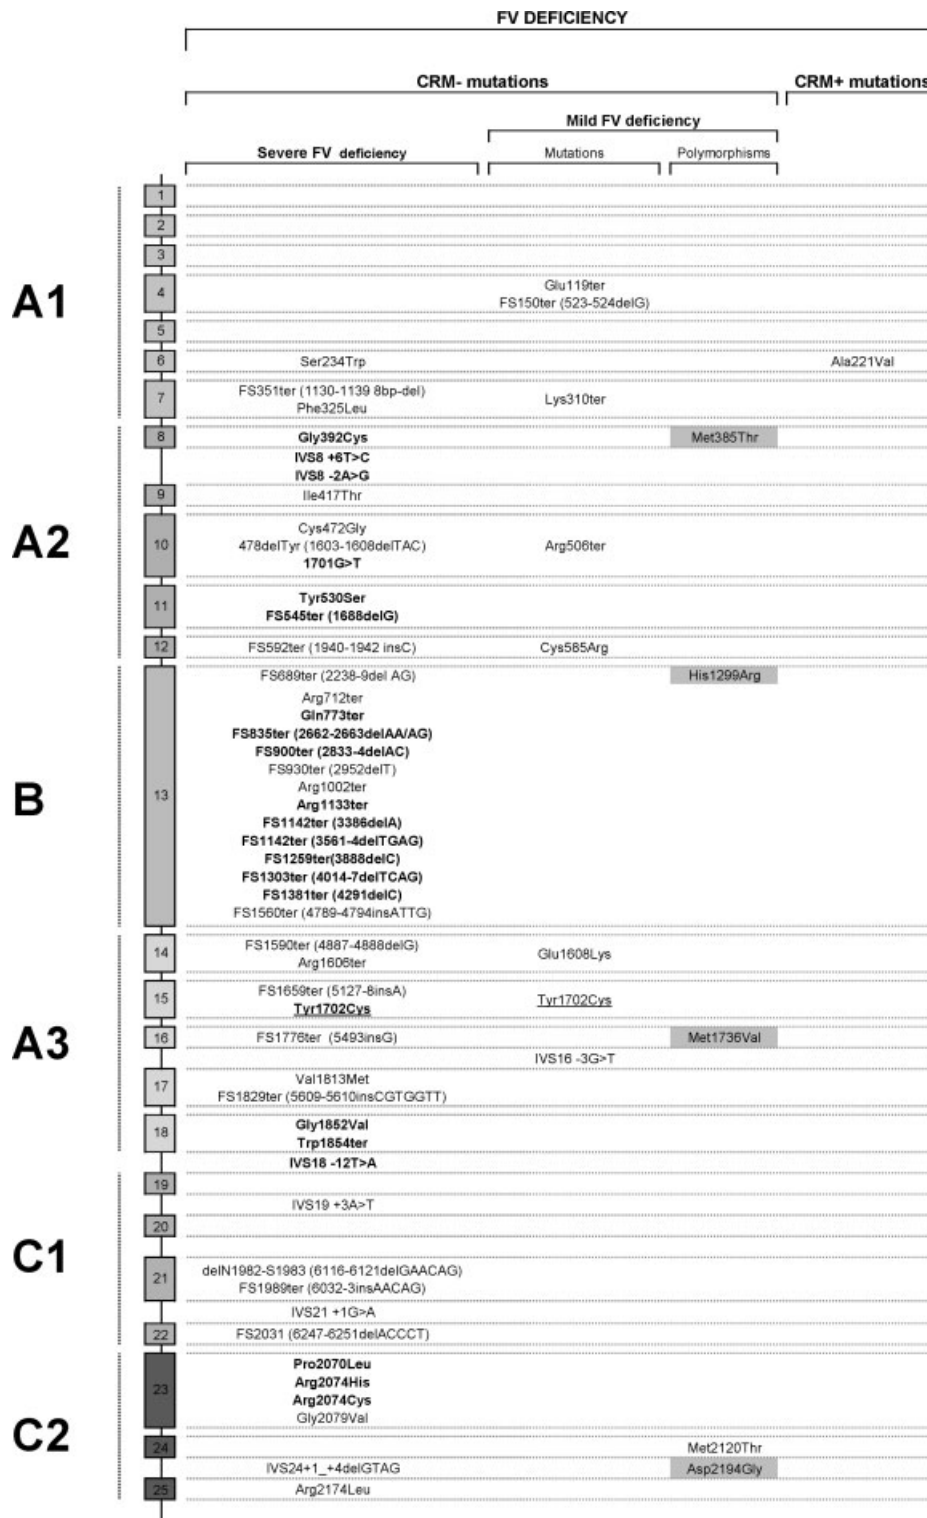 FV DEFICIENCY
CRM- mutations
CRM+ mutations
Mild FV deficiency
Severe FV deficiency
Mutations
Polymorphisms
A1
1
2
3
4
Glu119ter
FS150ter (523-524delG)
5
6
Ser234Trp
Ala221Val
7
FS351ter (1130-1139 8bp-del)
Phe325Leu
Lys310ter
A2
8
Gly392Cys
Met385Thr
IVS8 +6T>C
IVS8 -2A>G
9
Ile417Thr
10
Cys472Gly
478delTyr (1603-1608delTAC)
1701G>T
Arg506ter
11
Tyr530Ser
FS545ter (1688delG)
12
FS592ter (1940-1942 insC)
Cys585Arg
B
13
FS689ter (2238-9del AG)
His1299Arg
Arg712ter
Gln773ter
FS835ter (2662-2663delAA/AG)
FS900ter (2833-4delAC)
FS930ter (2952delT)
Arg1002ter
Arg1133ter
FS1142ter (3386delA)
FS1142ter (3561-4delTGAG)
FS1259ter(3888delC)
FS1303ter (4014-7delTCAG)
FS1381ter (4291delC)
FS1560ter (4789-4794insATTG)
A3
14
FS1590ter (4887-4888delG)
Arg1606ter
Glu1608Lys
15
FS1659ter (5127-8insA)
Tyr1702Cys
Tyr1702Cys
16
FS1776ter (5493insG)
Met1736Val
IVS16 -3G>T
17
Val1813Met
FS1829ter (5609-5610insCGTGGTT)
18
Gly1852Val
Trp1854ter
IVS18 -12T>A
C1
19
IVS19 +3A>T
20
21
delN1982-S1983 (6116-6121delGAACAG)
FS1989ter (6032-3insAACAG)
IVS21 +1G>A
22
FS2031 (6247-6251delACCCT)
C2
23
Pro2070Leu
Arg2074His
Arg2074Cys
Gly2079Val
24
Met2120Thr
IVS24+1_+4delGTAG
Asp2194Gly
25
Arg2174Leu